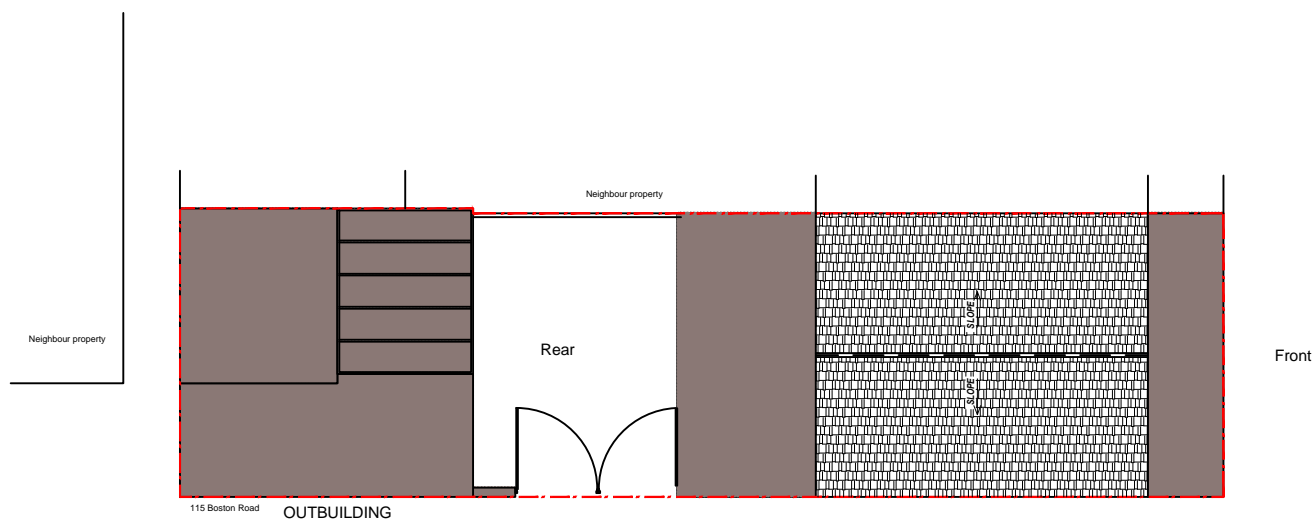 Neighbour property
SLOPE
Neighbour property
Rear
Front
SLOPE
115 Boston Road
OUTBUILDING